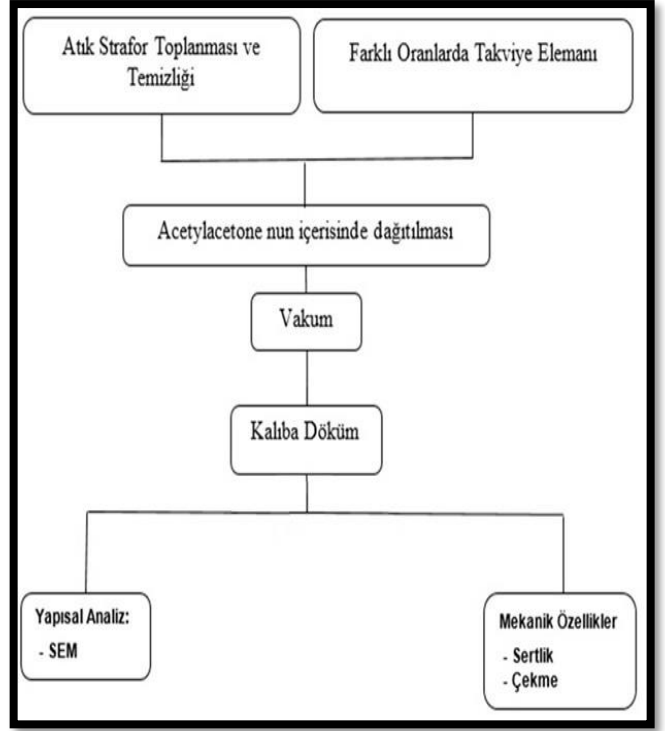 Atık Strafor Toplanması ve
Temizliği
Farklı Oranlarda Takviye Elemanı
Acetylacetone nun içerisinde dağıtılması
Vakum
Kalıba Döküm
Yapısal Analiz:
- SEM
Mekanik Özellikler
- Sertlik
- Çekme